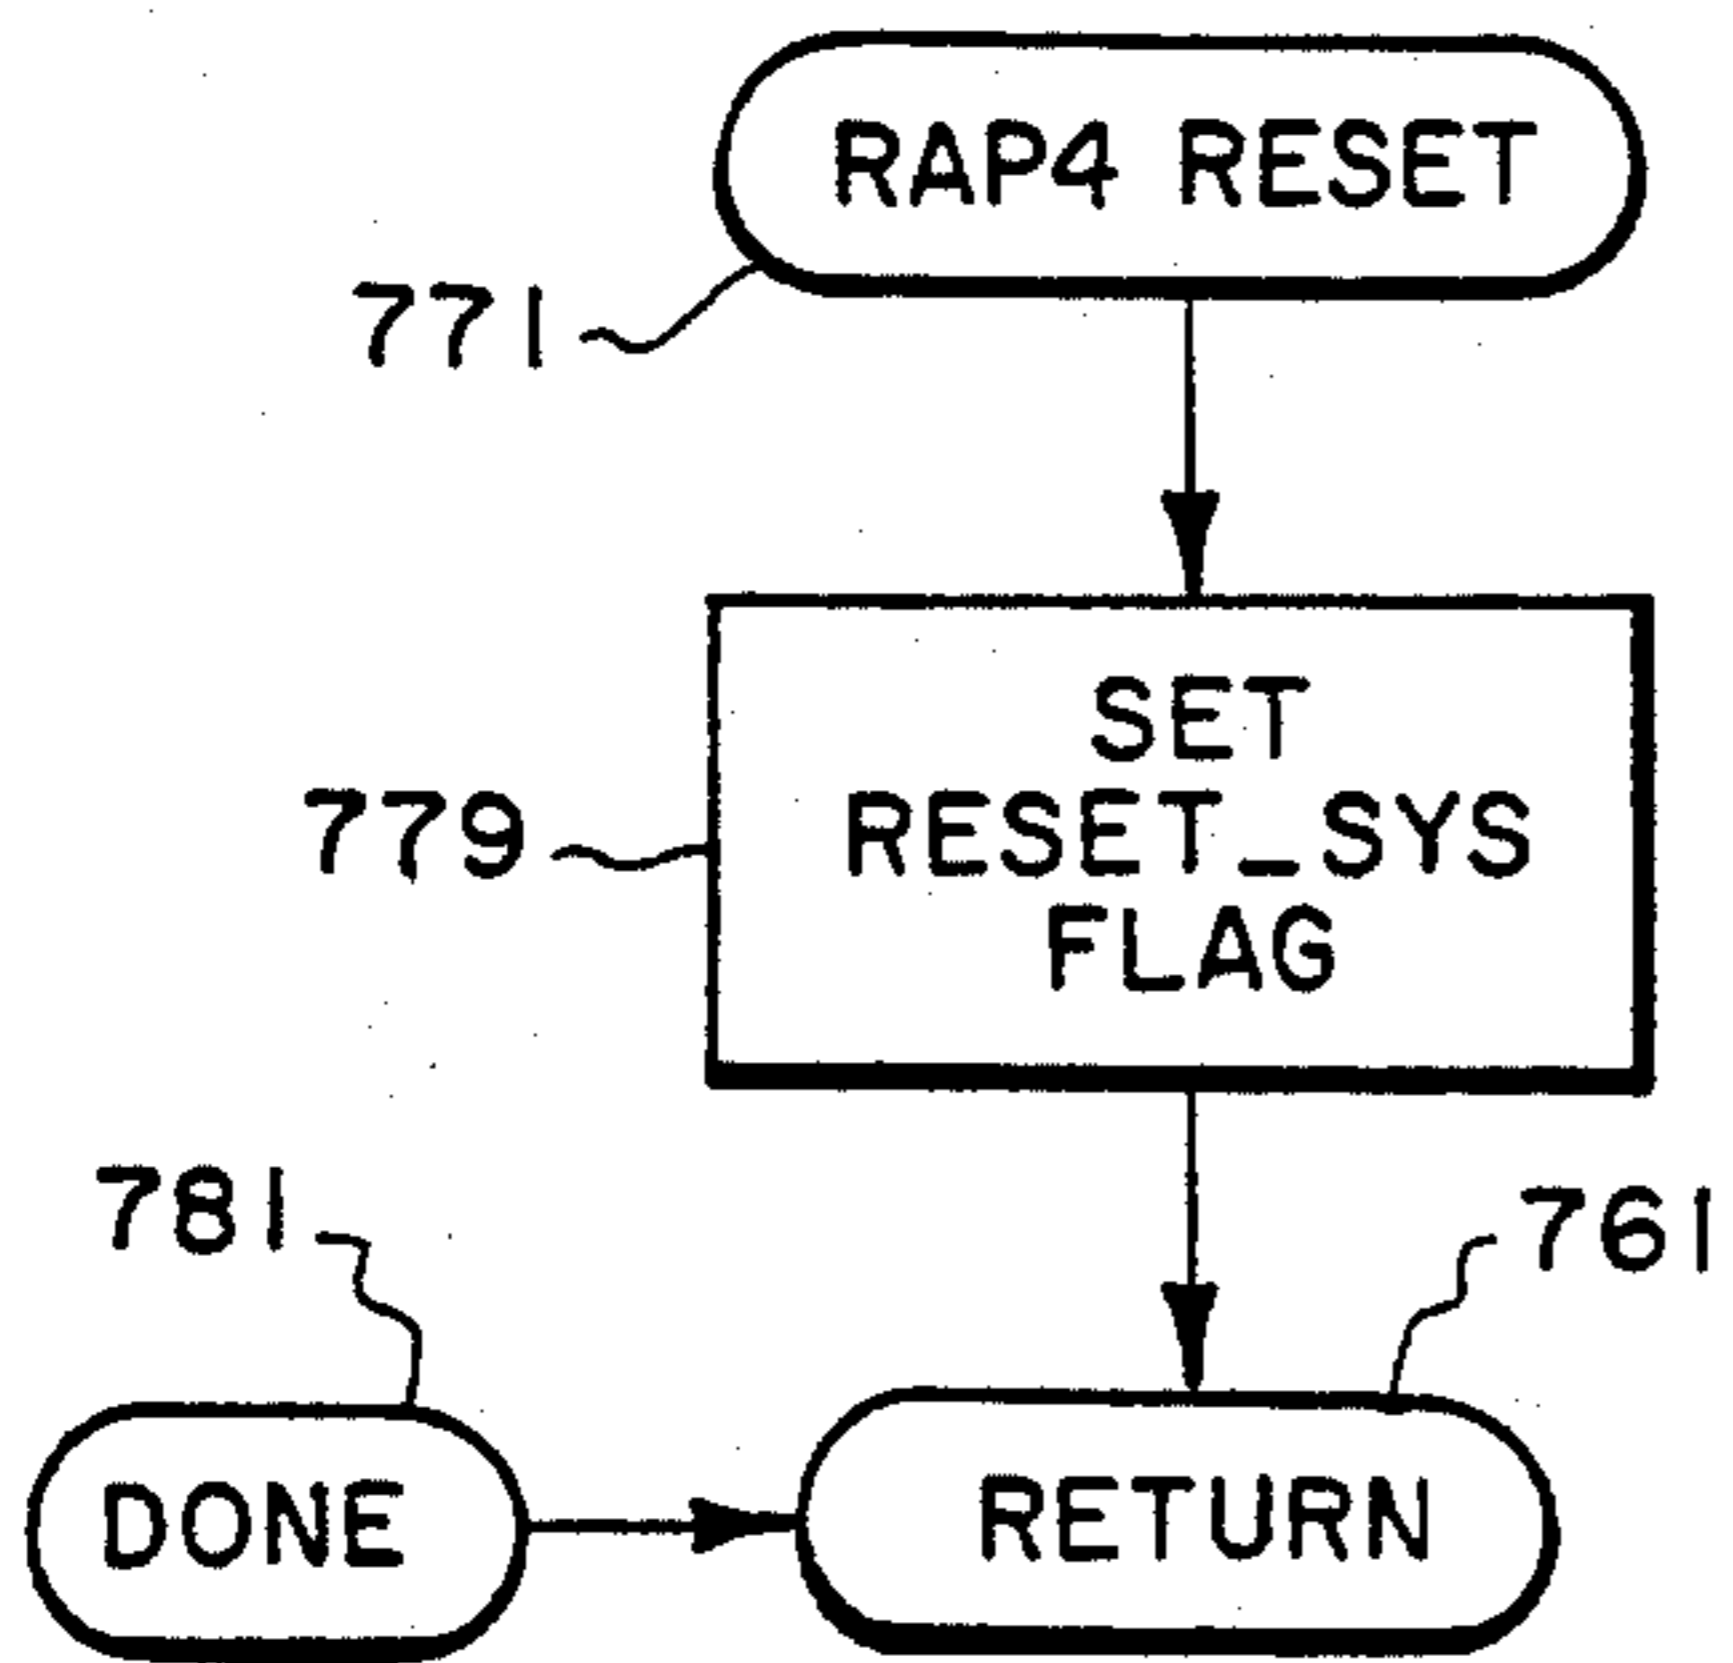 RAP4 RESET
771
SET
RESET_SYS
FLAG
779
781
761
DONE
RETURN